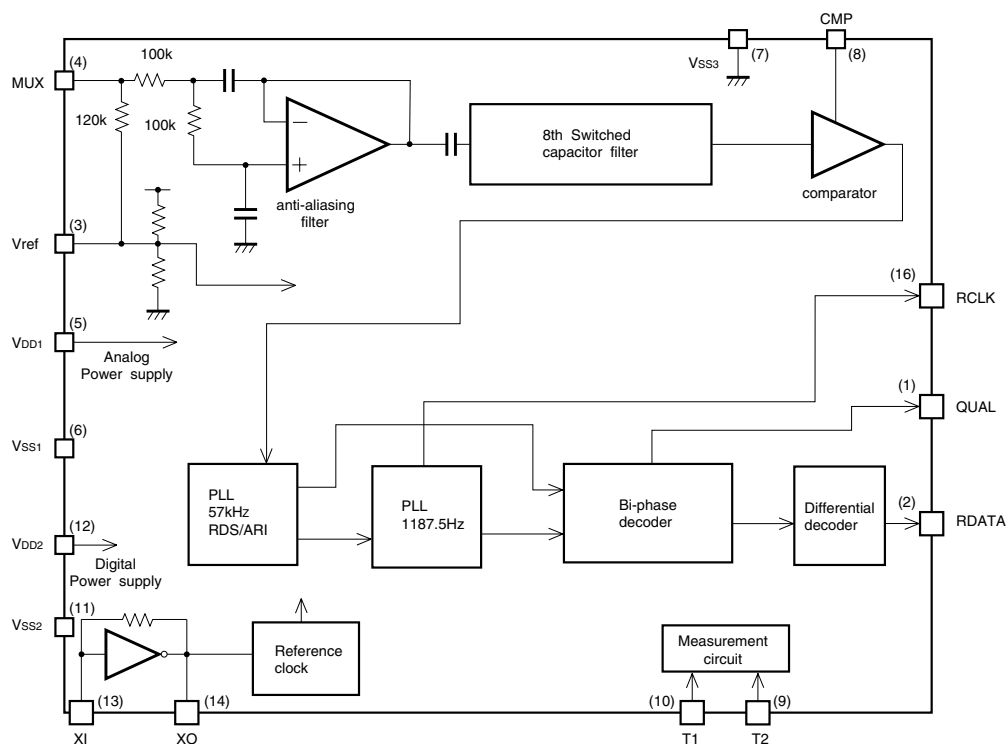 CMP
(4)
100k
(7)
(8)
MUX
VSS3
120k
100k
8th Switched
capacitor filter
comparator
anti-aliasing
filter
(3)
Vref
(16)
RCLK
(5)
VDD1
Analog
Power supply
(1)
QUAL
(6)
VSS1
PLL
57kHz
RDS/ARI
PLL
1187.5Hz
Bi-phase
decoder
Differential
decoder
(2)
RDATA
(12)
VDD2
Digital
Power supply
(11)
VSS2
Reference
clock
Measurement
circuit
(13)
(14)
(10)
(9)
XI
XO
T1
T2